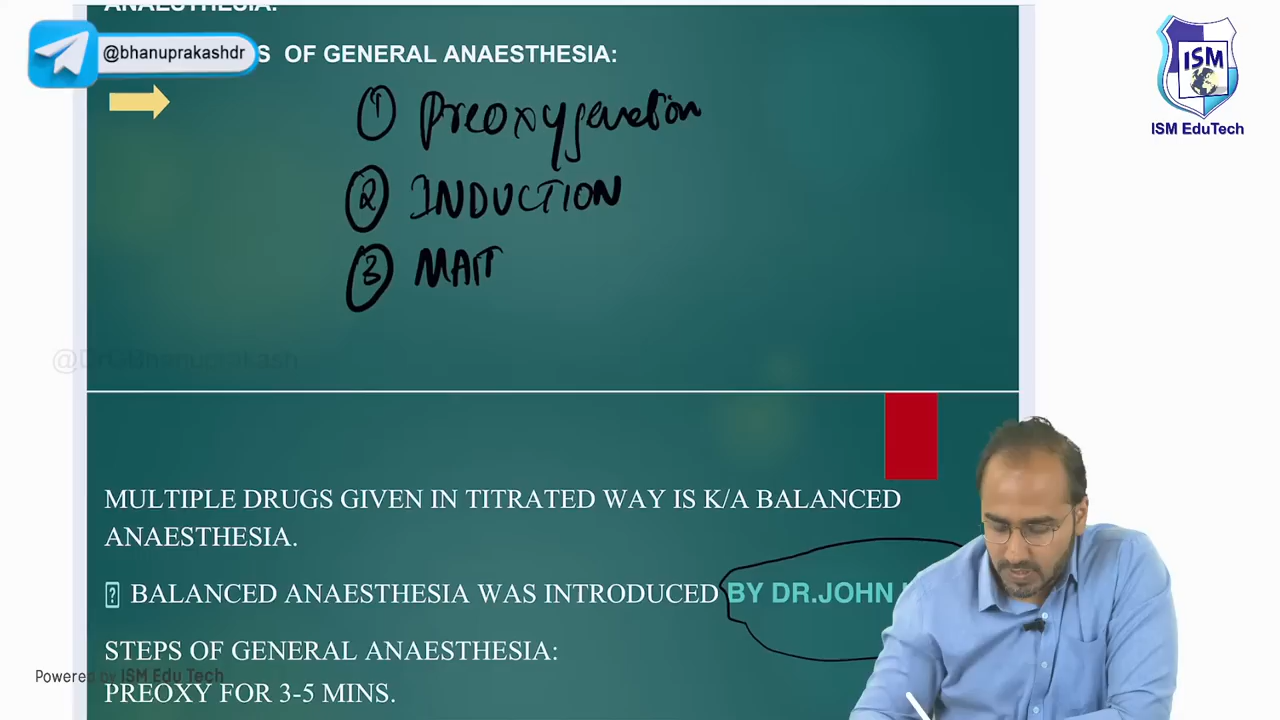 ANAESTHESIA:
@bhanuprakashdr
S OF GENERAL ANAESTHESIA:
ISM
ISM EduTech
① Preoxygenation
② INDUCTION
③ MAIT
@DrGBhanuprakash
MULTIPLE DRUGS GIVEN IN TITRATED WAY IS K/A BALANCED
ANAESTHESIA.
BALANCED ANAESTHESIA WAS INTRODUCED BY DR.JOHN
STEPS OF GENERAL ANAESTHESIA:
Powered by ISM Edu Tech
PREOXY FOR 3-5 MINS.